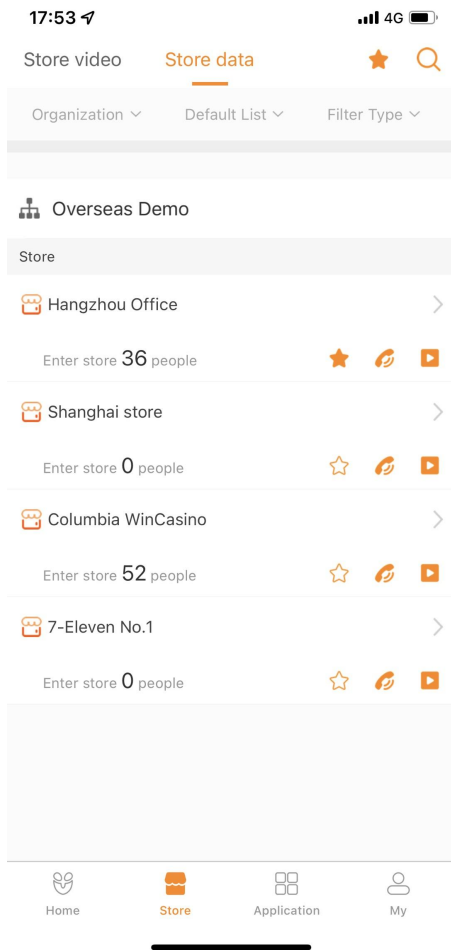 17:53 4G
Store video Store data
Organization Default List Filter Type
Overseas Demo
Store
Hangzhou Office
Enter store 36 people
Shanghai store
Enter store 0 people
Columbia WinCasino
Enter store 52 people
7-Eleven No.1
Enter store 0 people
Home Store Application My